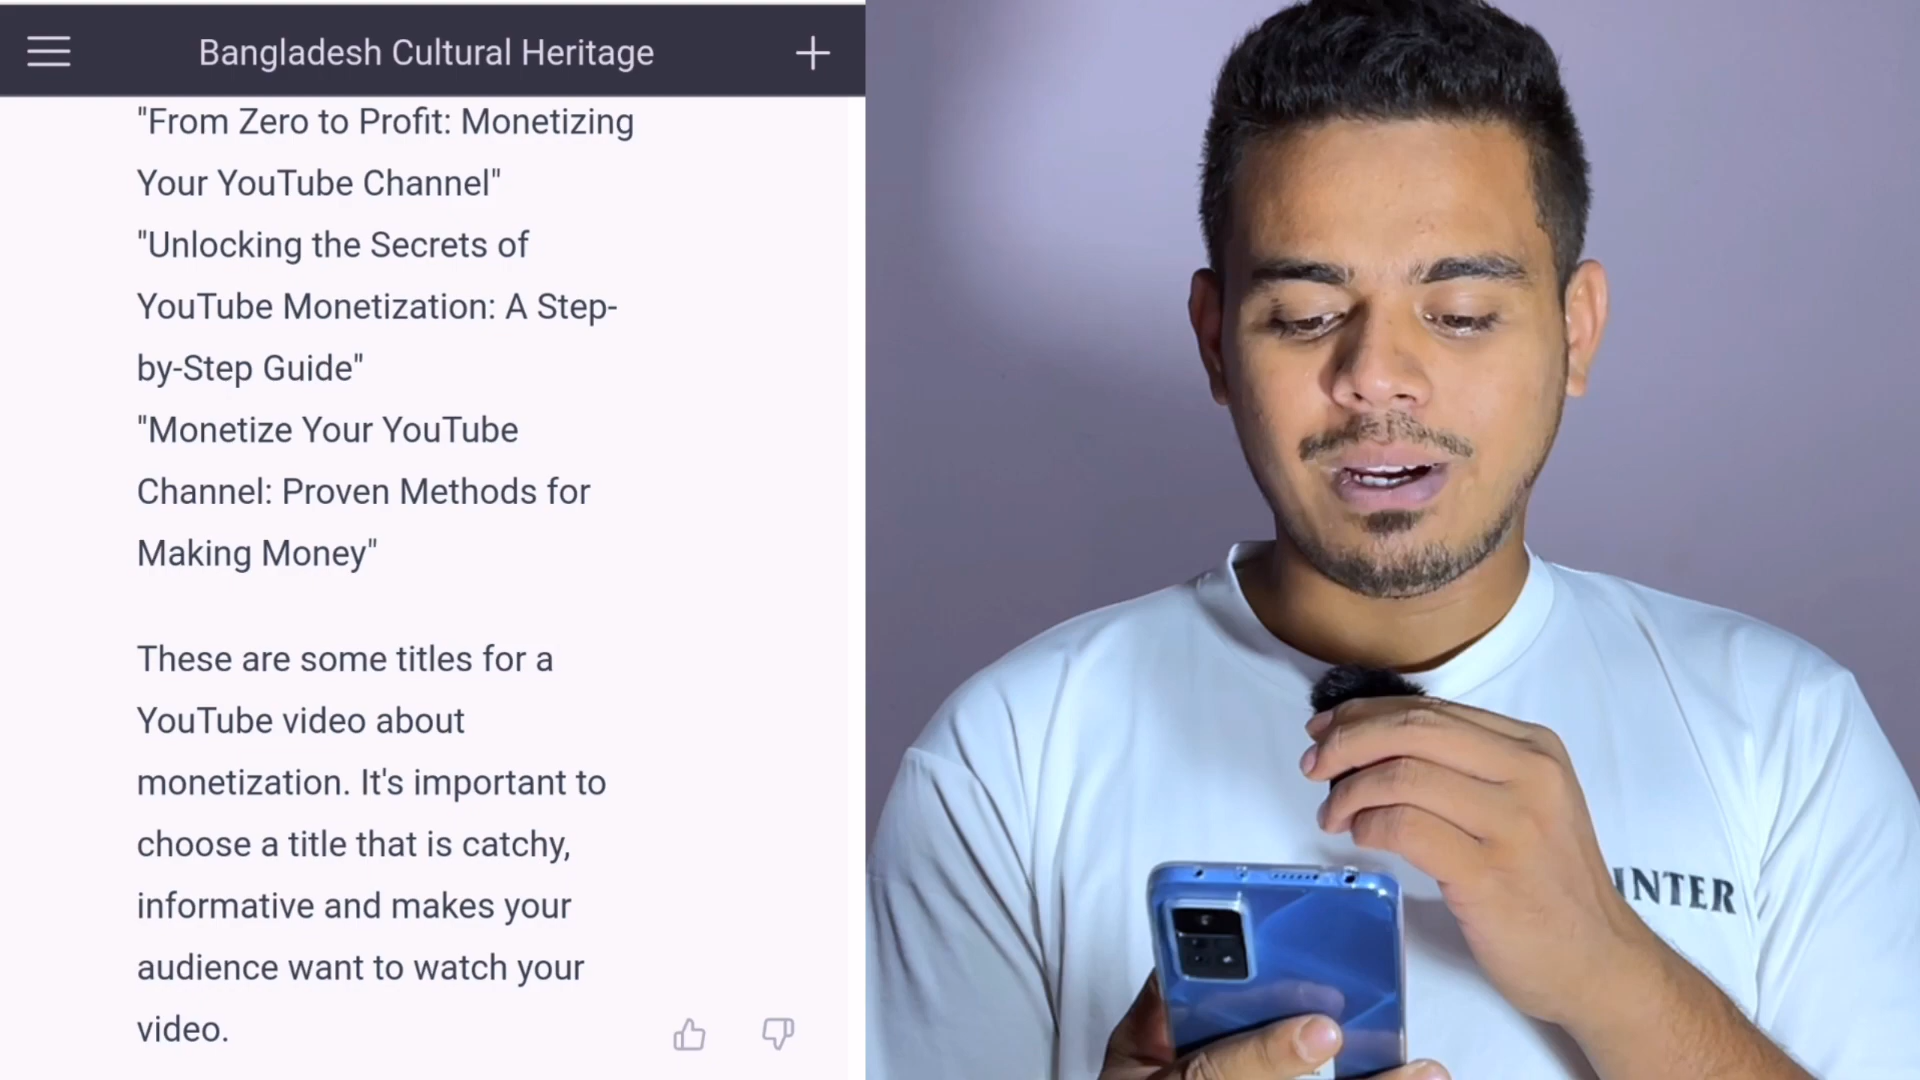 Bangladesh Cultural Heritage
"From Zero to Profit: Monetizing
Your YouTube Channel"
"Unlocking the Secrets of
YouTube Monetization: A Step-
by-Step Guide"
"Monetize Your YouTube
Channel: Proven Methods for
Making Money"
These are some titles for a
YouTube video about
monetization. It's important to
choose a title that is catchy,
informative and makes your
audience want to watch your
video.
INTER